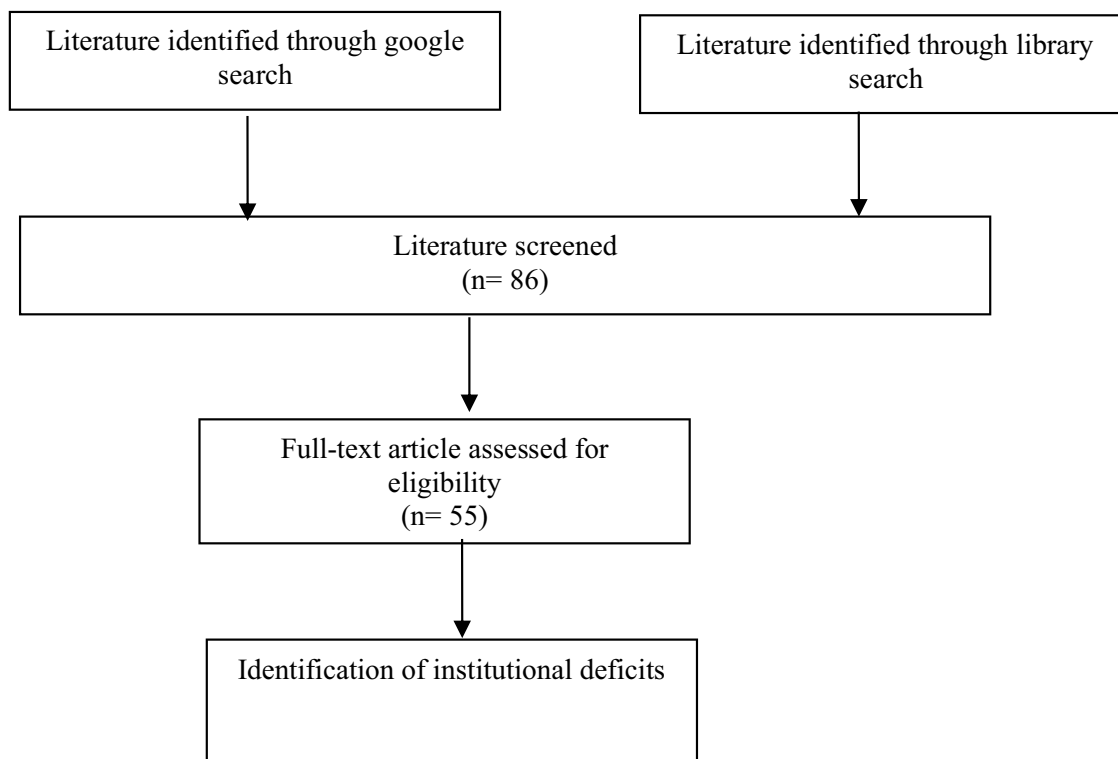 Literature identified through google
search
Literature identified through library
search
Literature screened
(n= 86)
Full-text article assessed for
eligibility
(n= 55)
Identification of institutional deficits